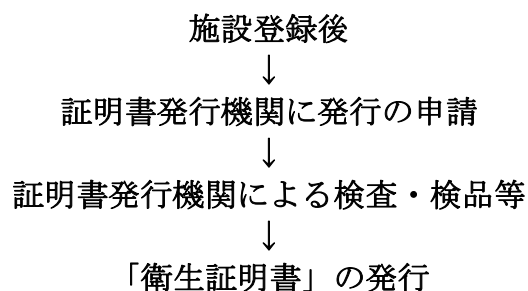 施設登録後
↓
証明書発行機関に発行の申請
↓
証明書発行機関による検査・検品等
↓
「衛生証明書」の発行